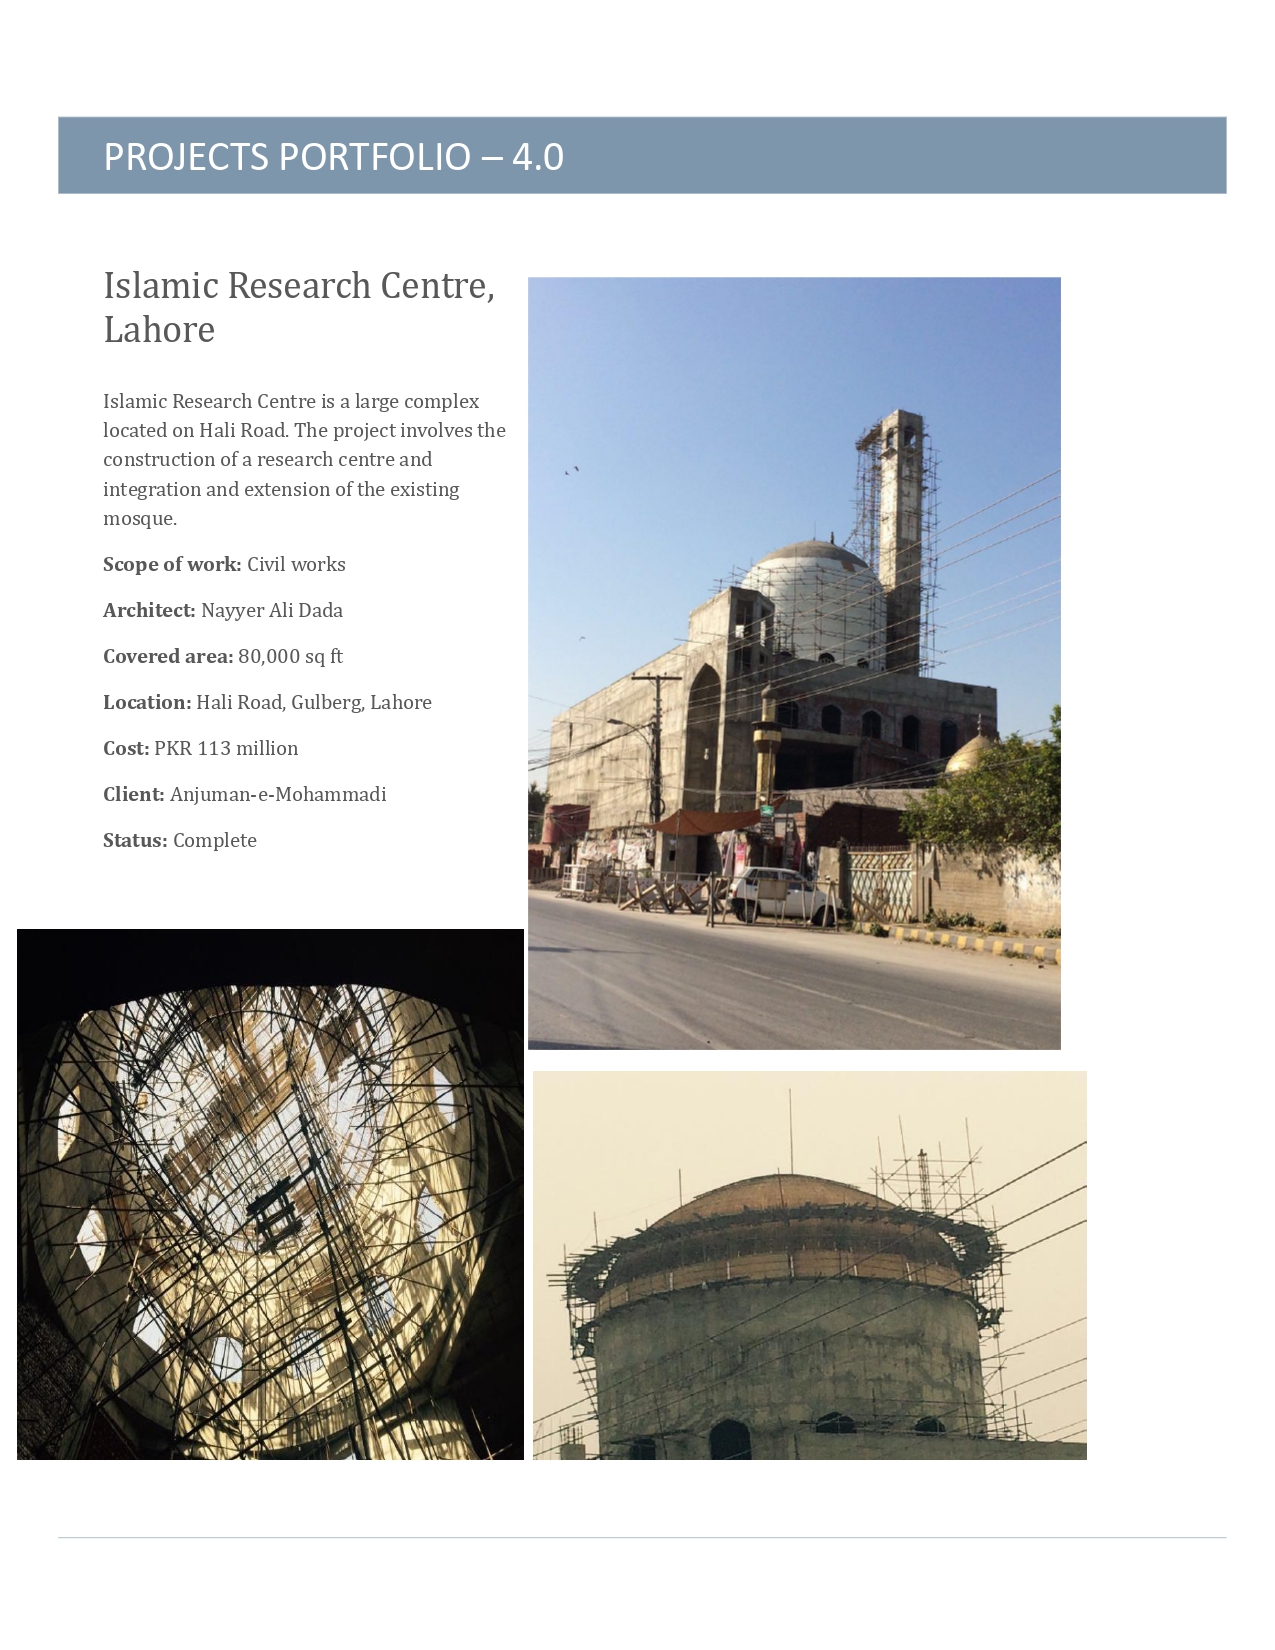 PROJECTS PORTFOLIO – 4.0
Islamic Research Centre,
Lahore
Islamic Research Centre is a large complex
located on Hali Road. The project involves the
construction of a research centre and
integration and extension of the existing
mosque.
Scope of work: Civil works
Architect: Nayyer Ali Dada
Covered area: 80,000 sq ft
Location: Hali Road, Gulberg, Lahore
Cost: PKR 113 million
Client: Anjuman-e-Mohammadi
Status: Complete